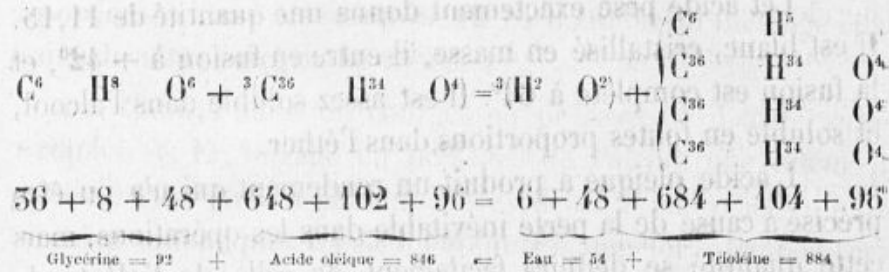 C⁶ H⁵
C³⁶ H³⁴ O⁴
C⁶ H⁸ O⁶ + ³(C³⁶ H³⁴ O⁴) = ³(H² O²) +
C³⁶ H³⁴ O⁴
C³⁶ H³⁴ O⁴
36 + 8 + 48 + 648 + 102 + 96 = 6 + 48 + 684 + 104 + 96
Glycérine = 92 + Acide oléique = 846 = Eau = 54 + Trioléine = 884